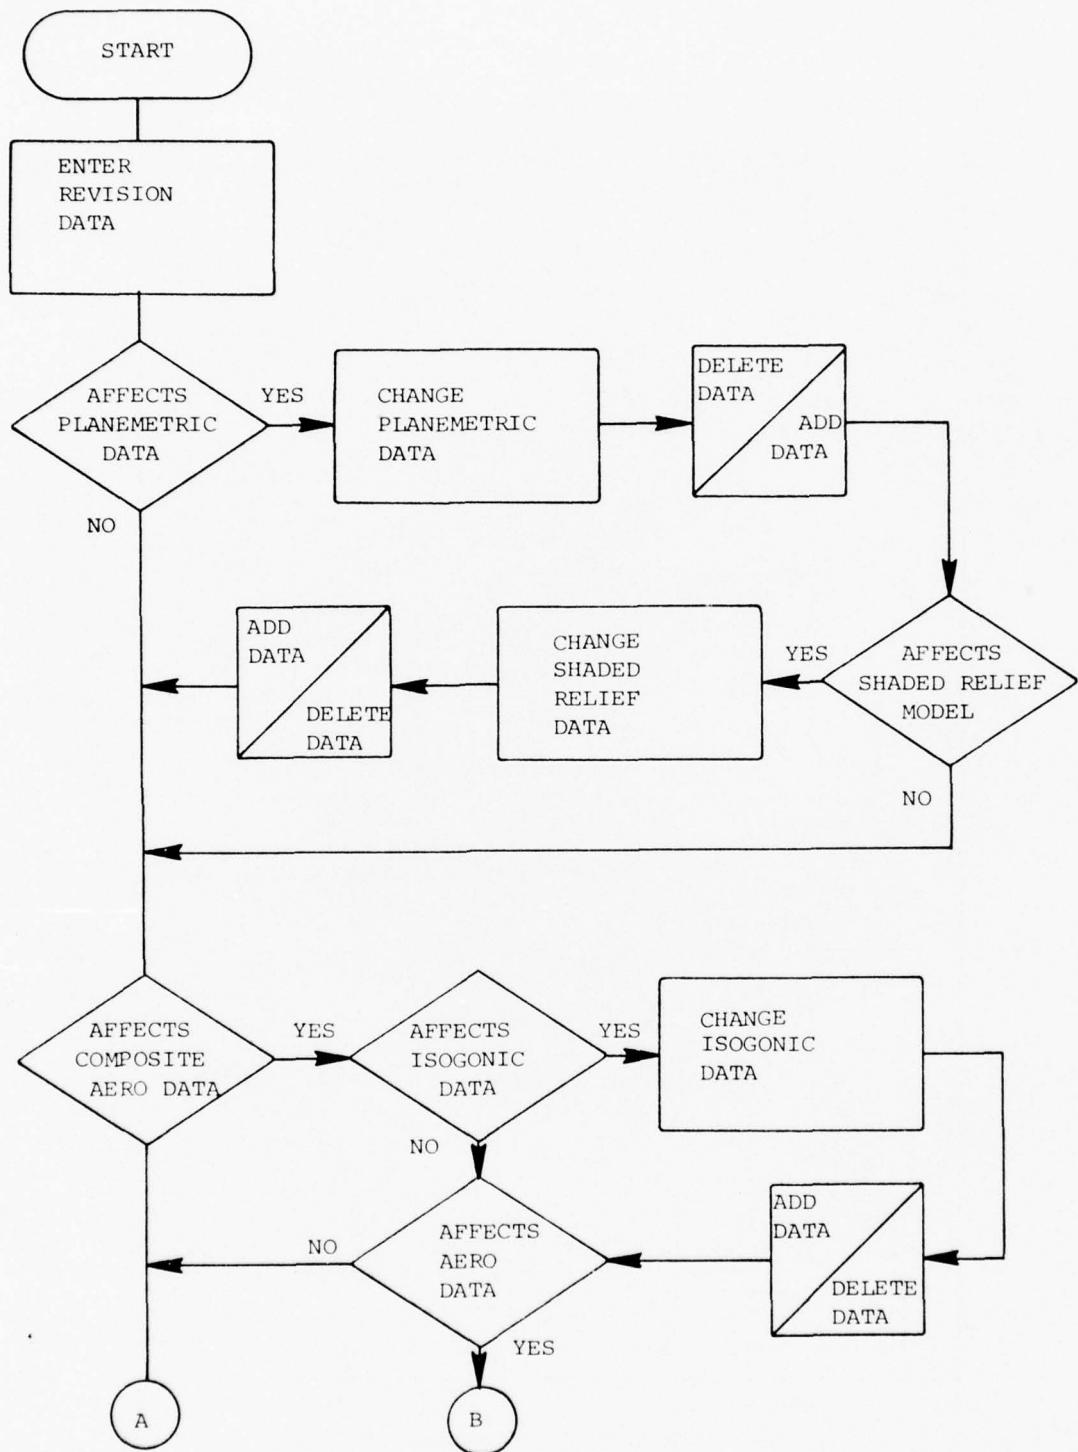 START
ENTER
REVISION
DATA
AFFECTS
PLANEMETRIC
DATA
YES
NO
CHANGE
PLANEMETRIC
DATA
DELETE
DATA
ADD
DATA
AFFECTS
SHADED RELIEF
MODEL
YES
NO
CHANGE
SHADED
RELIEF
DATA
ADD
DATA
DELETE
DATA
AFFECTS
COMPOSITE
AERO DATA
YES
AFFECTS
ISOGONIC
DATA
YES
NO
CHANGE
ISOGONIC
DATA
ADD
DATA
DELETE
DATA
AFFECTS
AERO
DATA
NO
YES
A
B